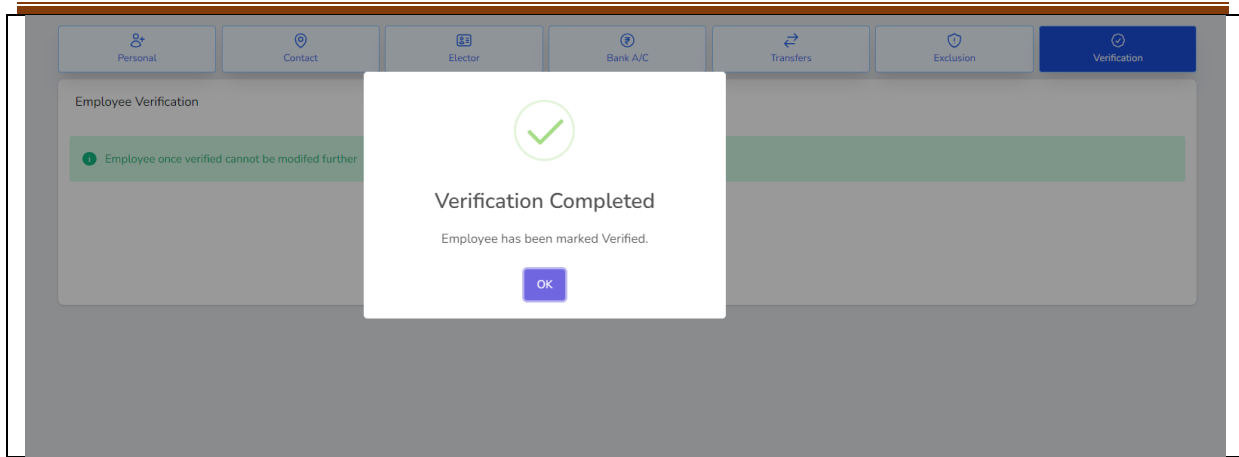 Personal
Contact
Elector
Bank A/C
Transfers
Exclusion
Verification
Employee Verification
Employee once verified cannot be modifed further
Verification Completed
Employee has been marked Verified.
OK